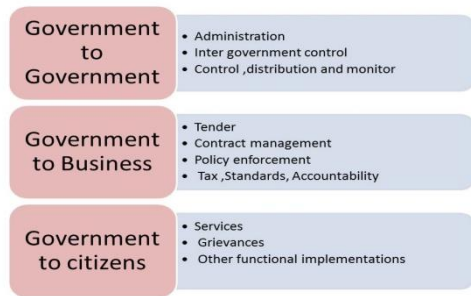 Government
to
Government
• Administration
• Inter government control
• Control ,distribution and monitor
Government
to Business
• Tender
• Contract management
• Policy enforcement
• Tax ,Standards, Accountability
Government
to citizens
• Services
• Grievances
• Other functional implementations